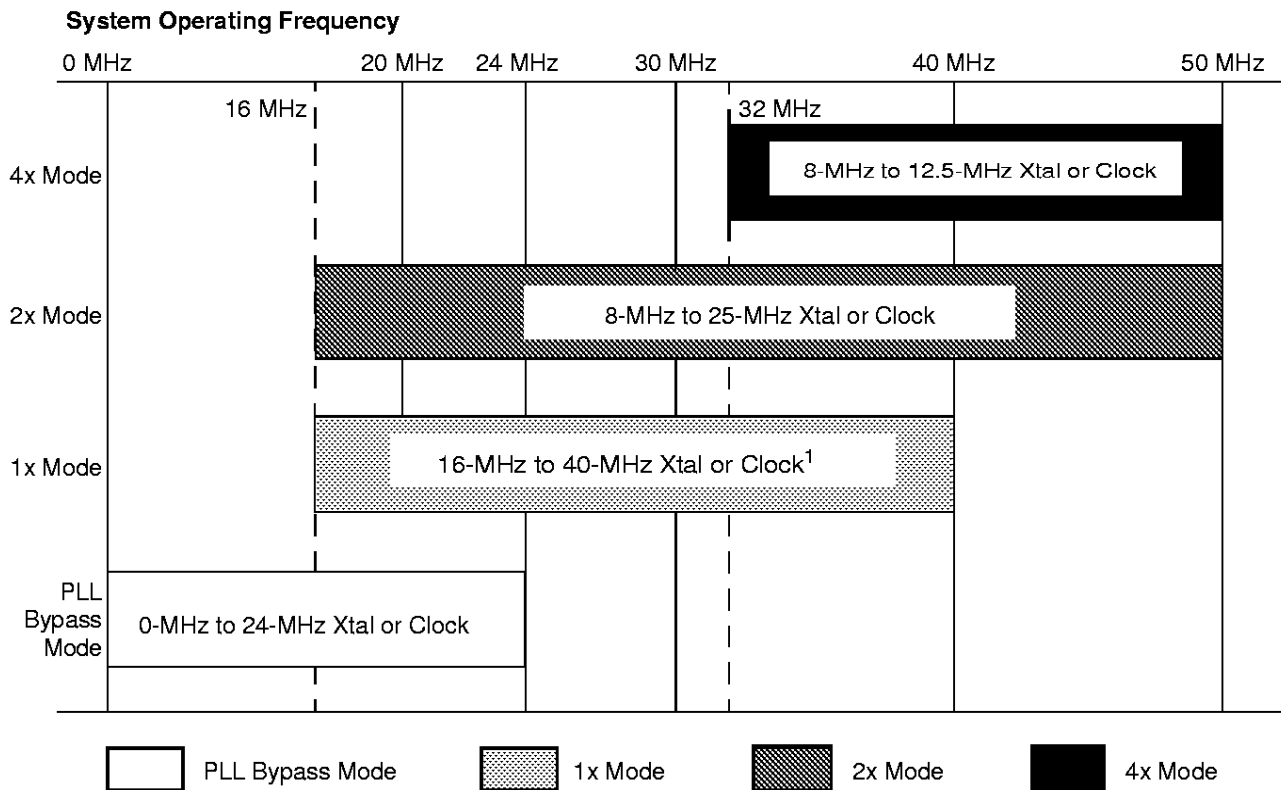 System Operating Frequency
0 MHz
20 MHz
24 MHz
30 MHz
40 MHz
50 MHz
16 MHz
32 MHz
4x Mode
8-MHz to 12.5-MHz Xtal or Clock
2x Mode
8-MHz to 25-MHz Xtal or Clock
1x Mode
16-MHz to 40-MHz Xtal or Clock¹
PLL
Bypass
Mode
0-MHz to 24-MHz Xtal or Clock
PLL Bypass Mode
1x Mode
2x Mode
4x Mode